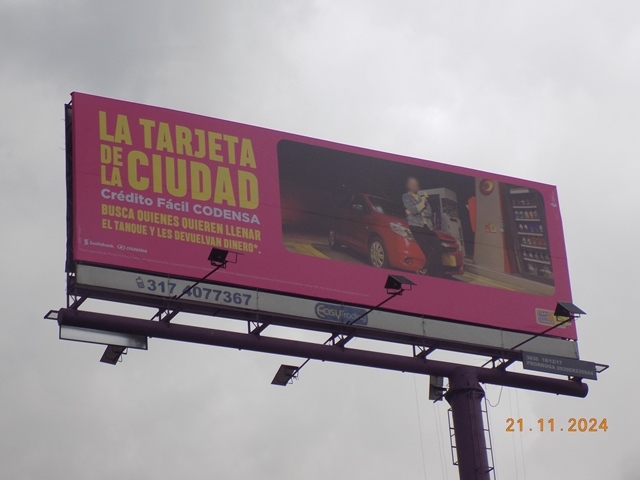 LA TARJETA
DE LA CIUDAD
Crédito Fácil CODENSA
BUSCA QUIENES QUIEREN LLENAR
EL TANQUE Y LES DEVUELVAN DINERO*.
317 4077367
21.11.2024